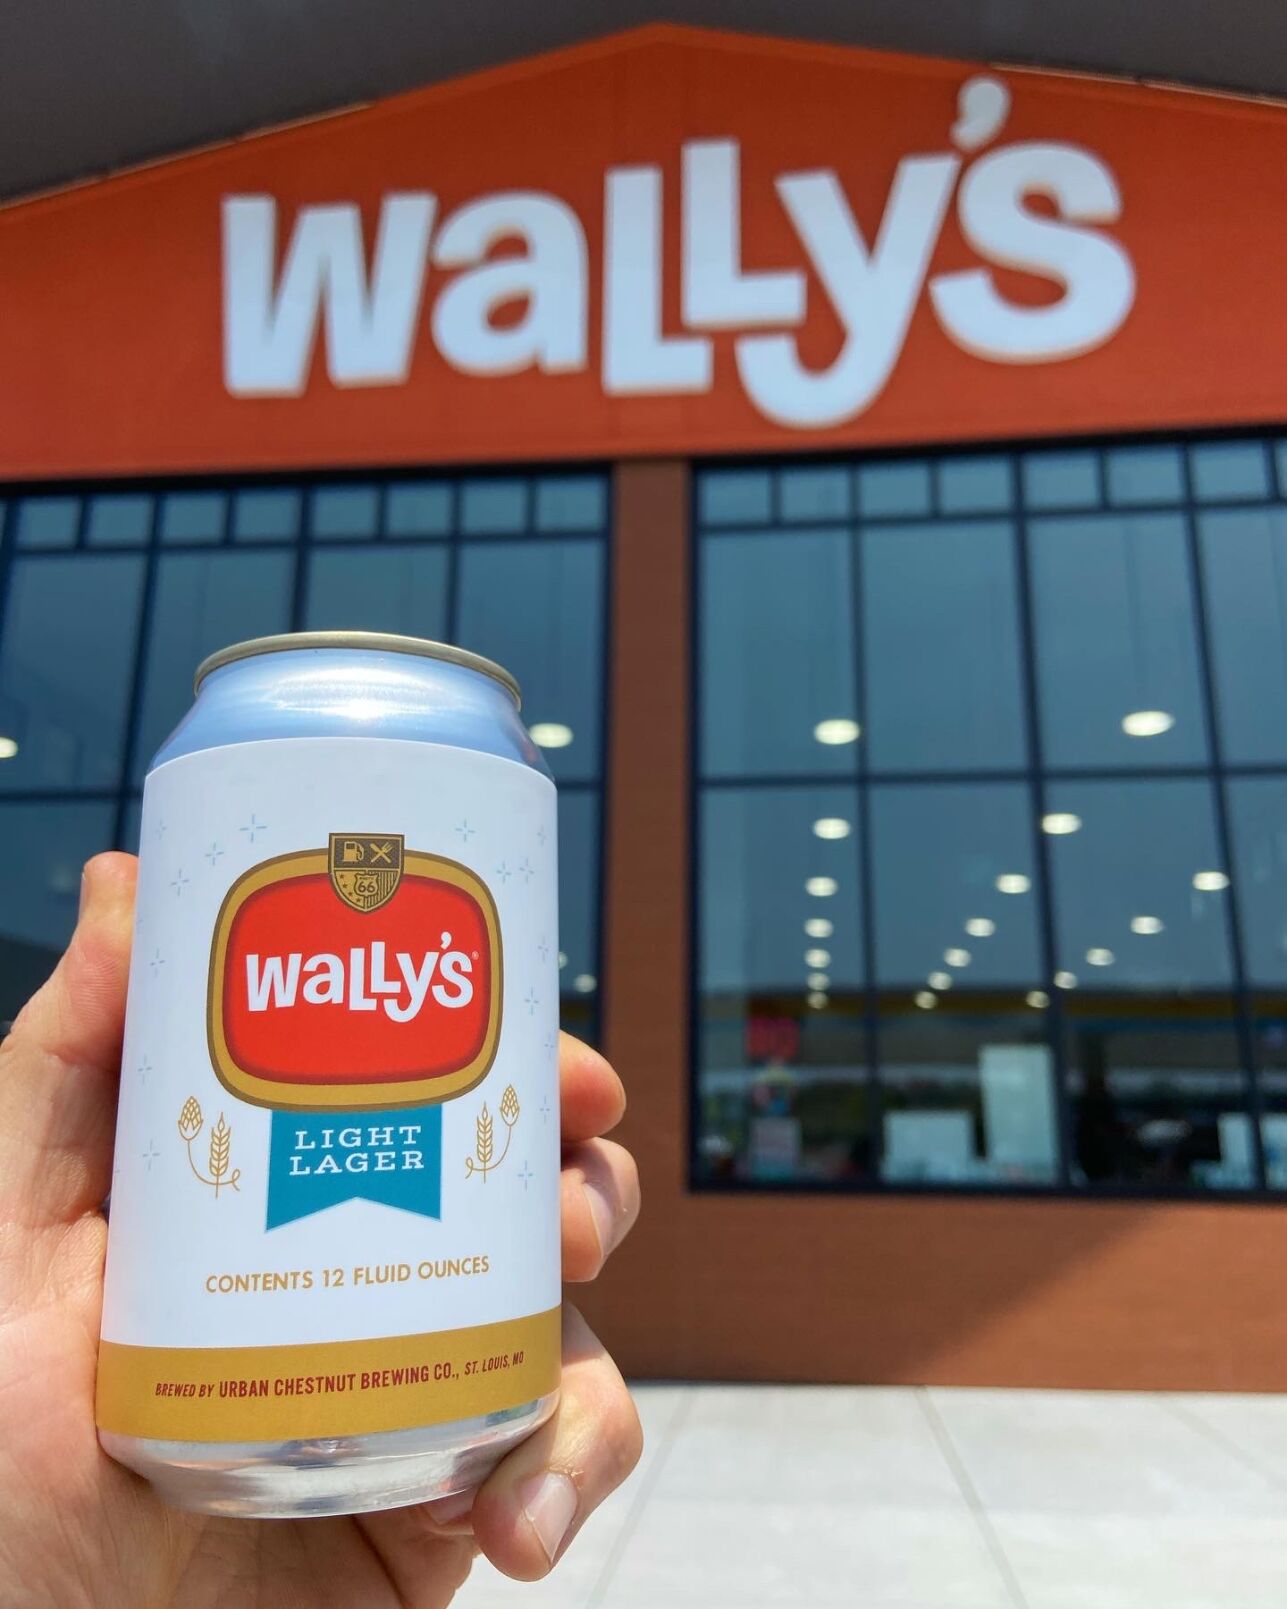 Wally's
66
Wally's®
LIGHT
LAGER
CONTENTS 12 FLUID OUNCES
BREWED BY URBAN CHESTNUT BREWING CO., ST. LOUIS, MO